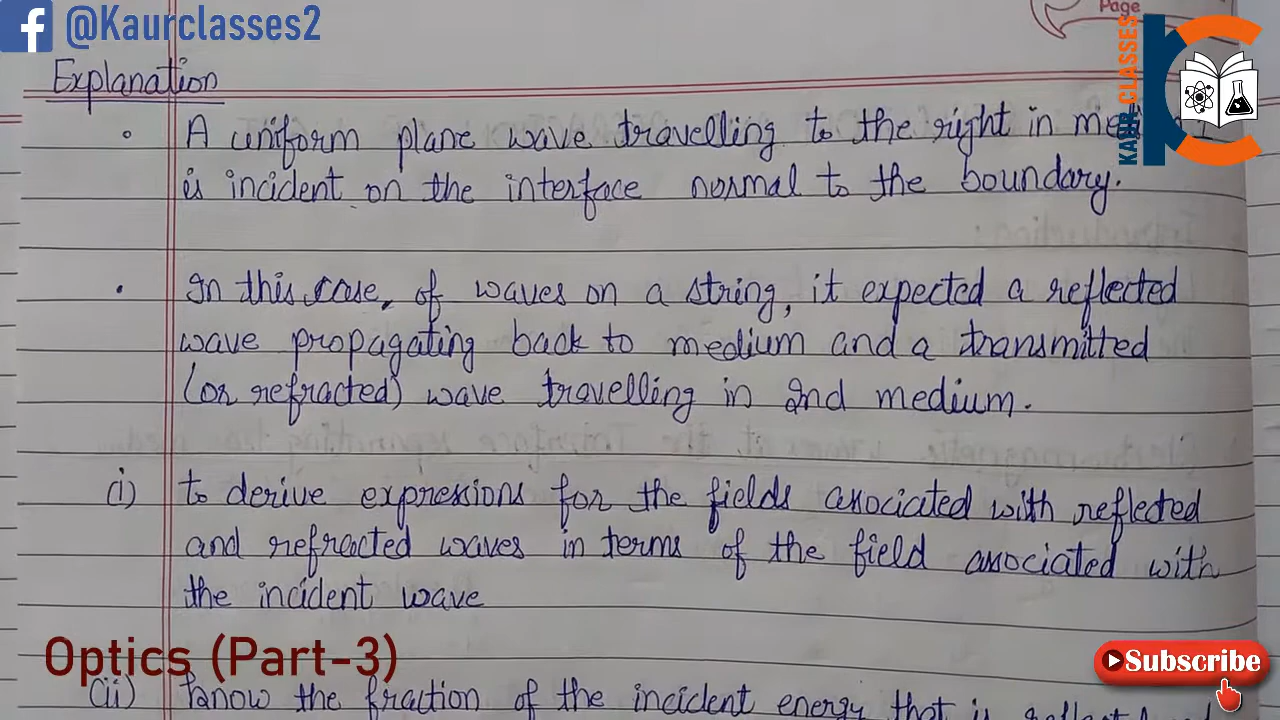 @Kaurclasses2
Page
KAUR CLASSES
Explanation
A uniform plane wave travelling to the right in
is incident on the interface normal to the boundary.
In this case, of waves on a string, it expected a reflected
wave propagating back to medium and a transmitted
(or refracted) wave travelling in 2nd medium.
(i) to derive expressions for the fields associated with reflected
and refracted waves in terms of the field associated with
the incident wave
Optics (Part-3)
Subscribe
(ii) know the fraction of the incident energy that is reflected